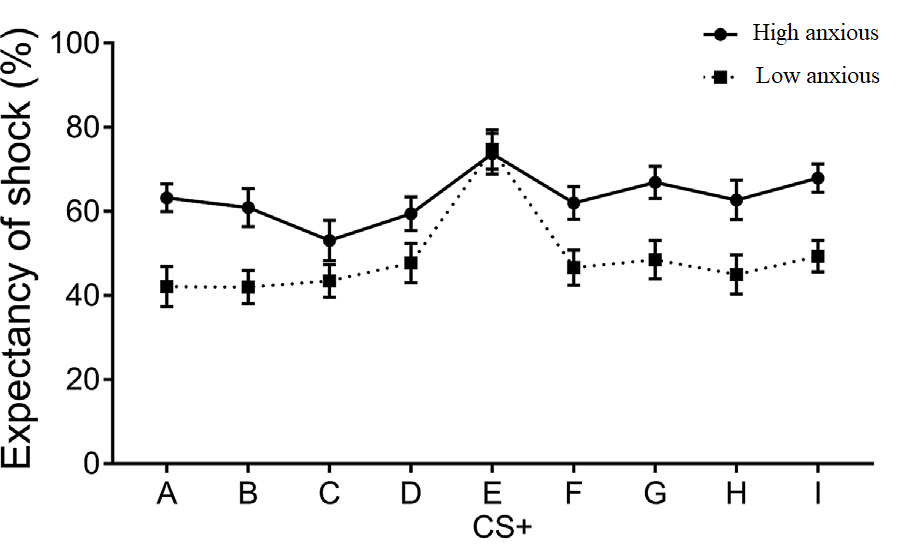 Expectancy of shock (%)
100
80
60
40
20
0
High anxious
Low anxious
A B C D E F G H I
CS+